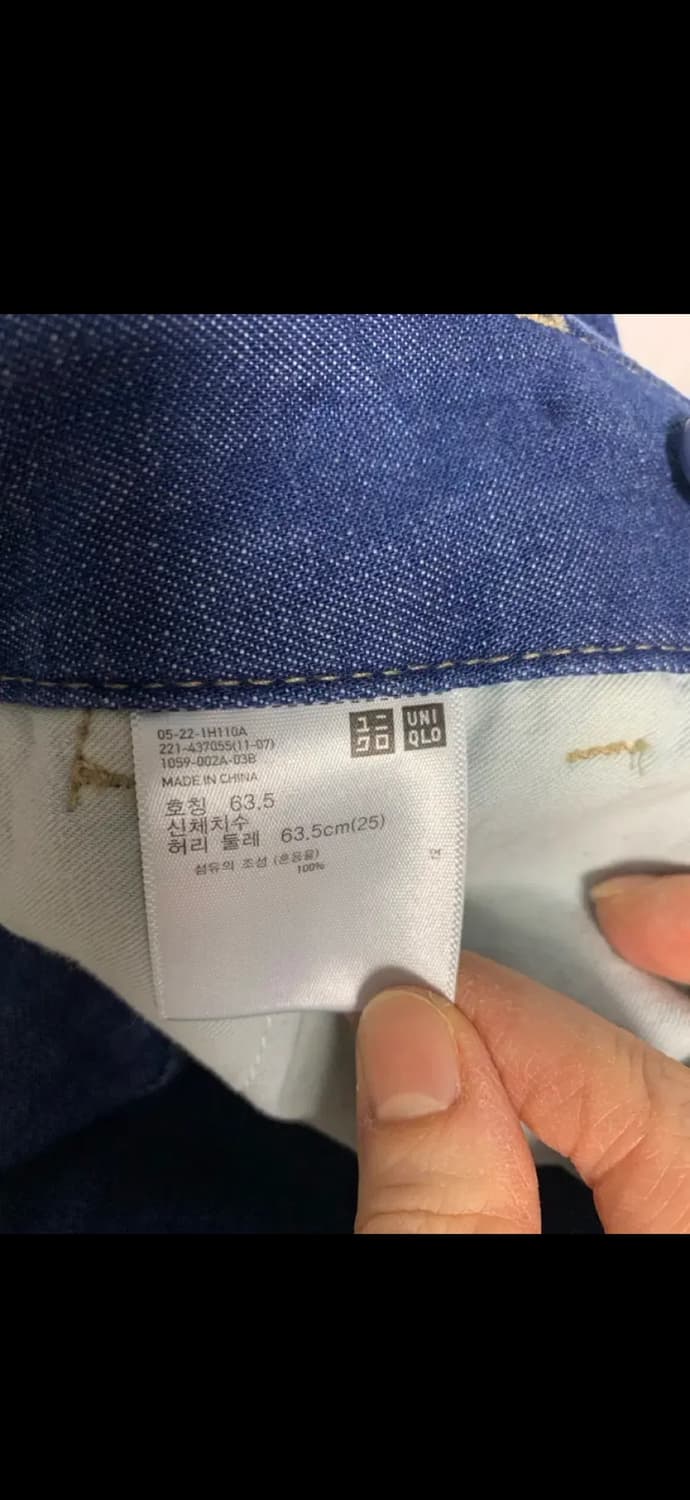 05-22-1H110A
221-437055(11-07)
1059-002A-03B
MADE IN CHINA
ユニクロ
UNIQLO
호칭 63.5
신체치수
허리 둘레 63.5cm(25)
섬유의 조성 (혼용율)
100%
면